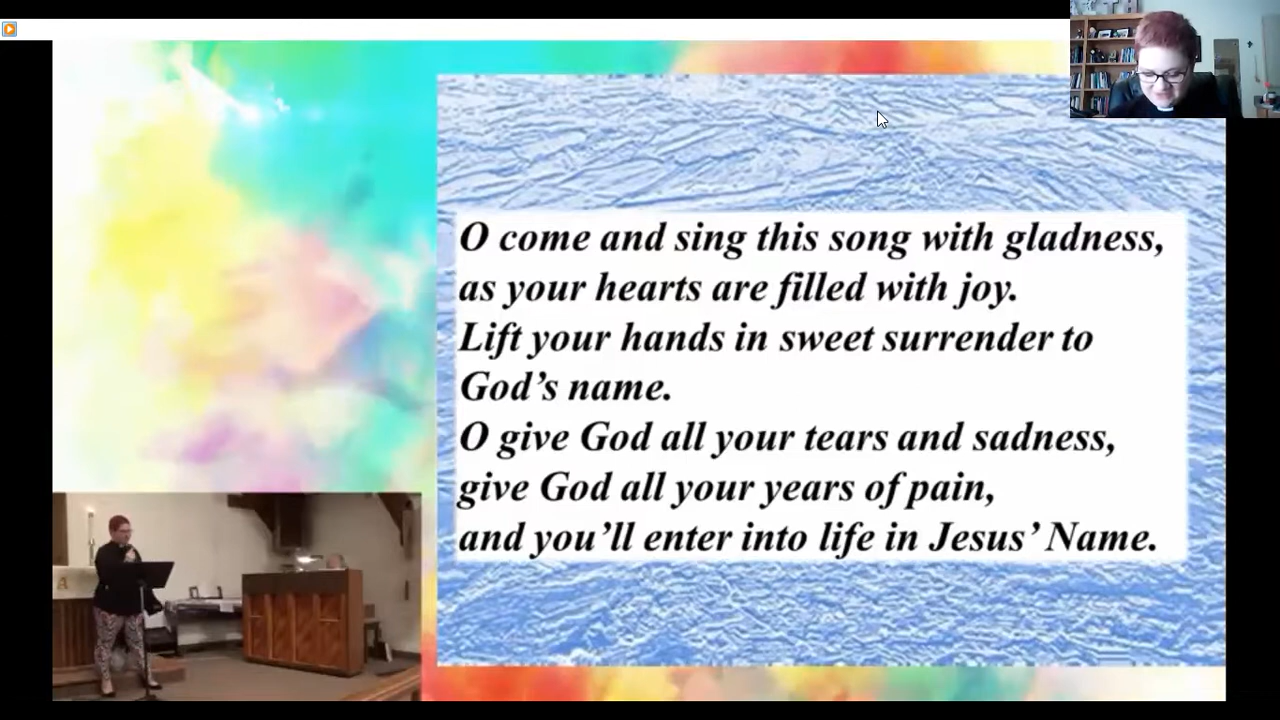 O come and sing this song with gladness,
as your hearts are filled with joy.
Lift your hands in sweet surrender to
God’s name.
O give God all your tears and sadness,
give God all your years of pain,
and you’ll enter into life in Jesus’ Name.